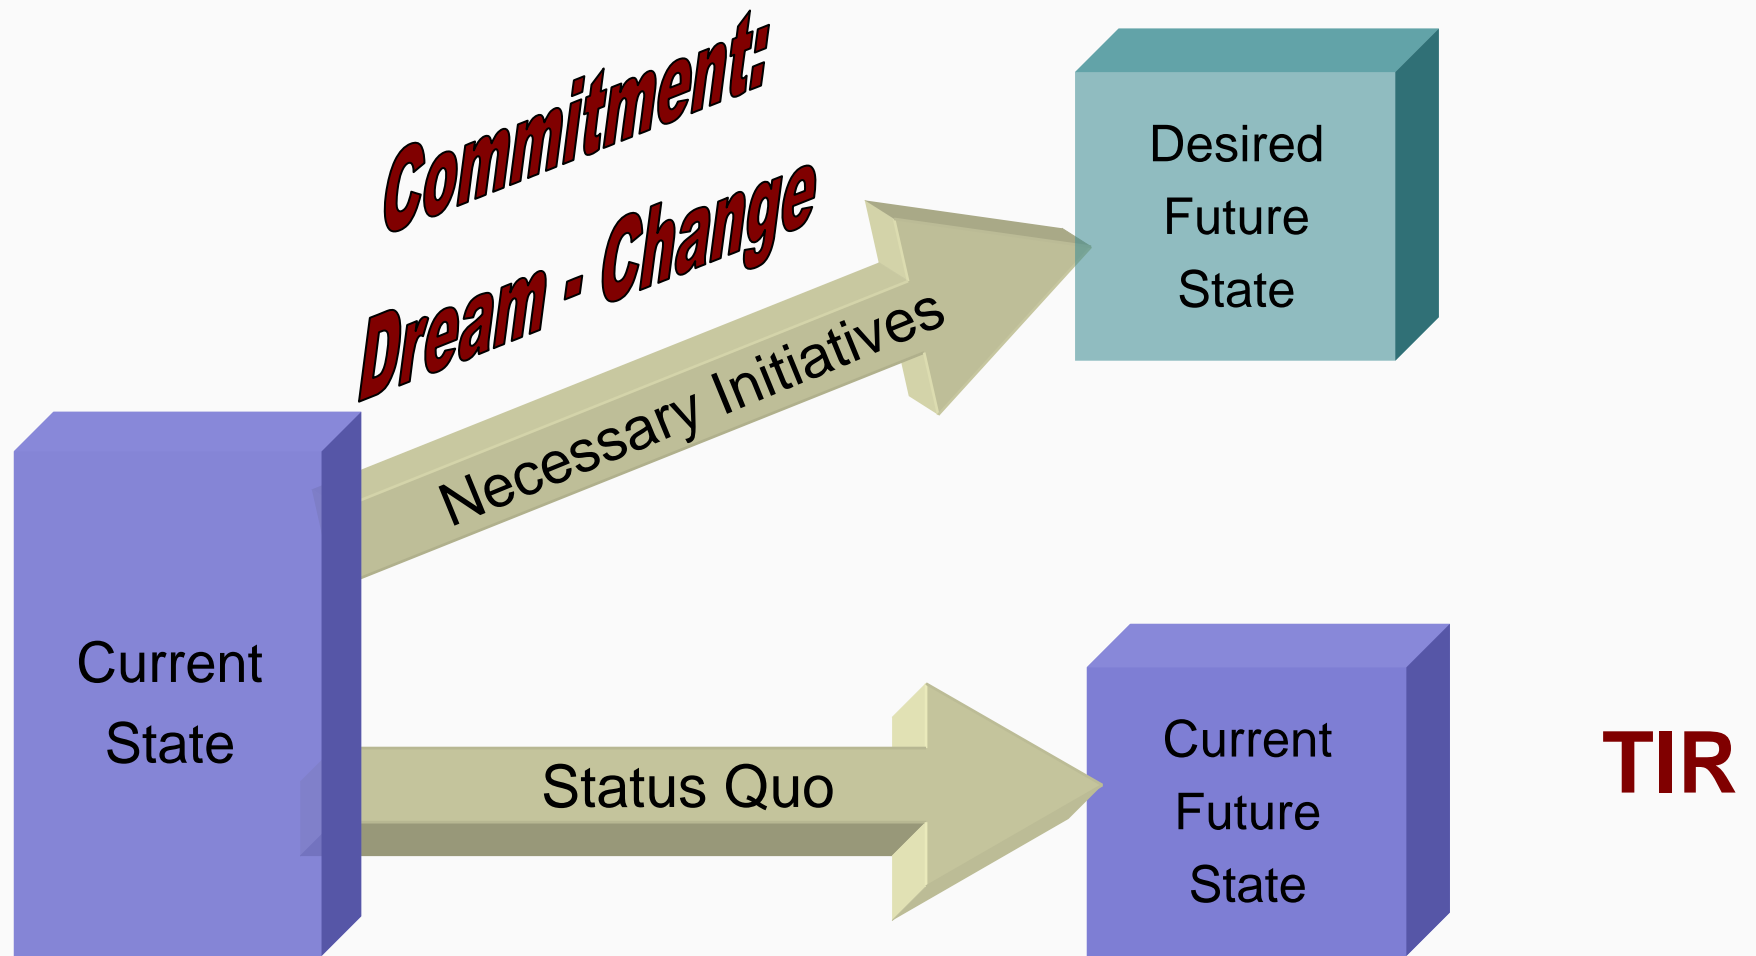 Commitment:
Dream - Change
Desired
Future
State
Necessary Initiatives
Current
State
Status Quo
Current
Future
State
TIR